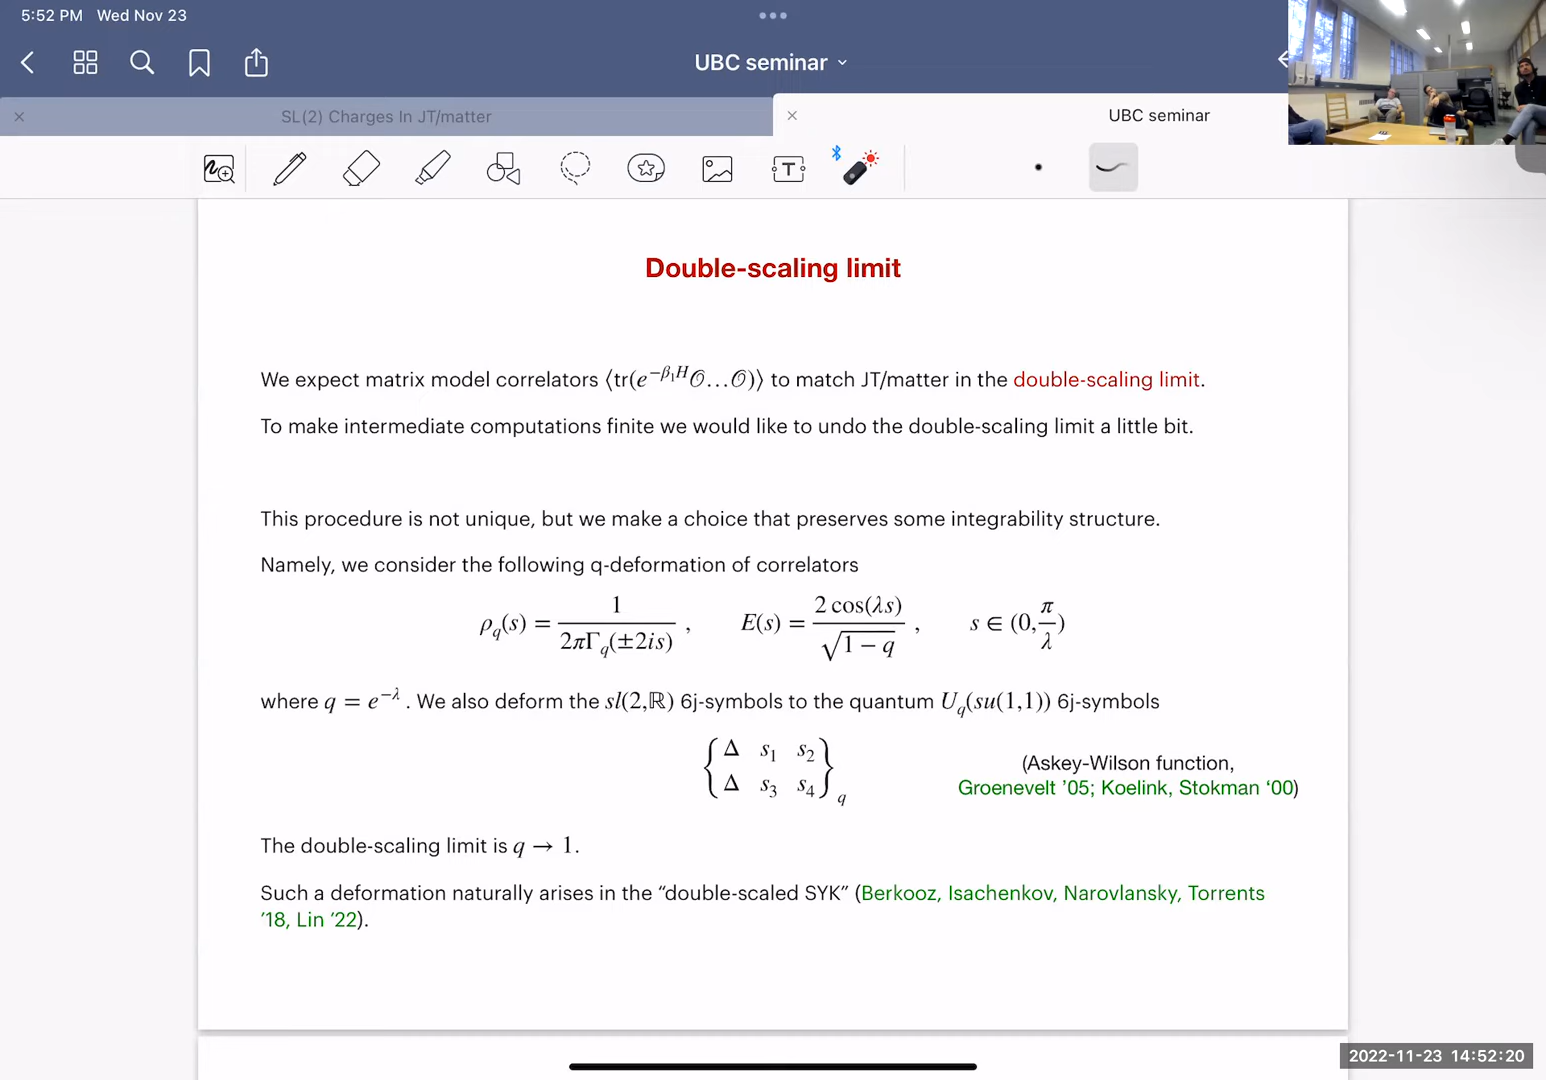 5:52 PM Wed Nov 23
UBC seminar
SL(2) Charges In JT/matter
UBC seminar
T
Double-scaling limit
We expect matrix model correlators ⟨tr(e^{−β₁H}𝒪…𝒪)⟩ to match JT/matter in the double-scaling limit.
To make intermediate computations finite we would like to undo the double-scaling limit a little bit.
This procedure is not unique, but we make a choice that preserves some integrability structure.
Namely, we consider the following q-deformation of correlators
ρ_q(s) = 1 / (2πΓ_q(±2is)) , E(s) = 2 cos(λs) / √(1 − q) , s ∈ (0, π/λ)
where q = e^{−λ} . We also deform the sl(2,ℝ) 6j-symbols to the quantum U_q(su(1,1)) 6j-symbols
{Δ s₁ s₂
Δ s₃ s₄}_q
(Askey-Wilson function,
Groenevelt ’05; Koelink, Stokman ‘00)
The double-scaling limit is q → 1.
Such a deformation naturally arises in the “double-scaled SYK” (Berkooz, Isachenkov, Narovlansky, Torrents
’18, Lin ’22).
2022-11-23 14:52:20